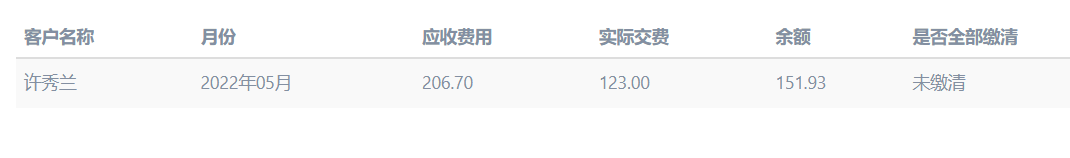 客户名称 月份 应收费用 实际交费 余额 是否全部缴清
许秀兰 2022年05月 206.70 123.00 151.93 未缴清